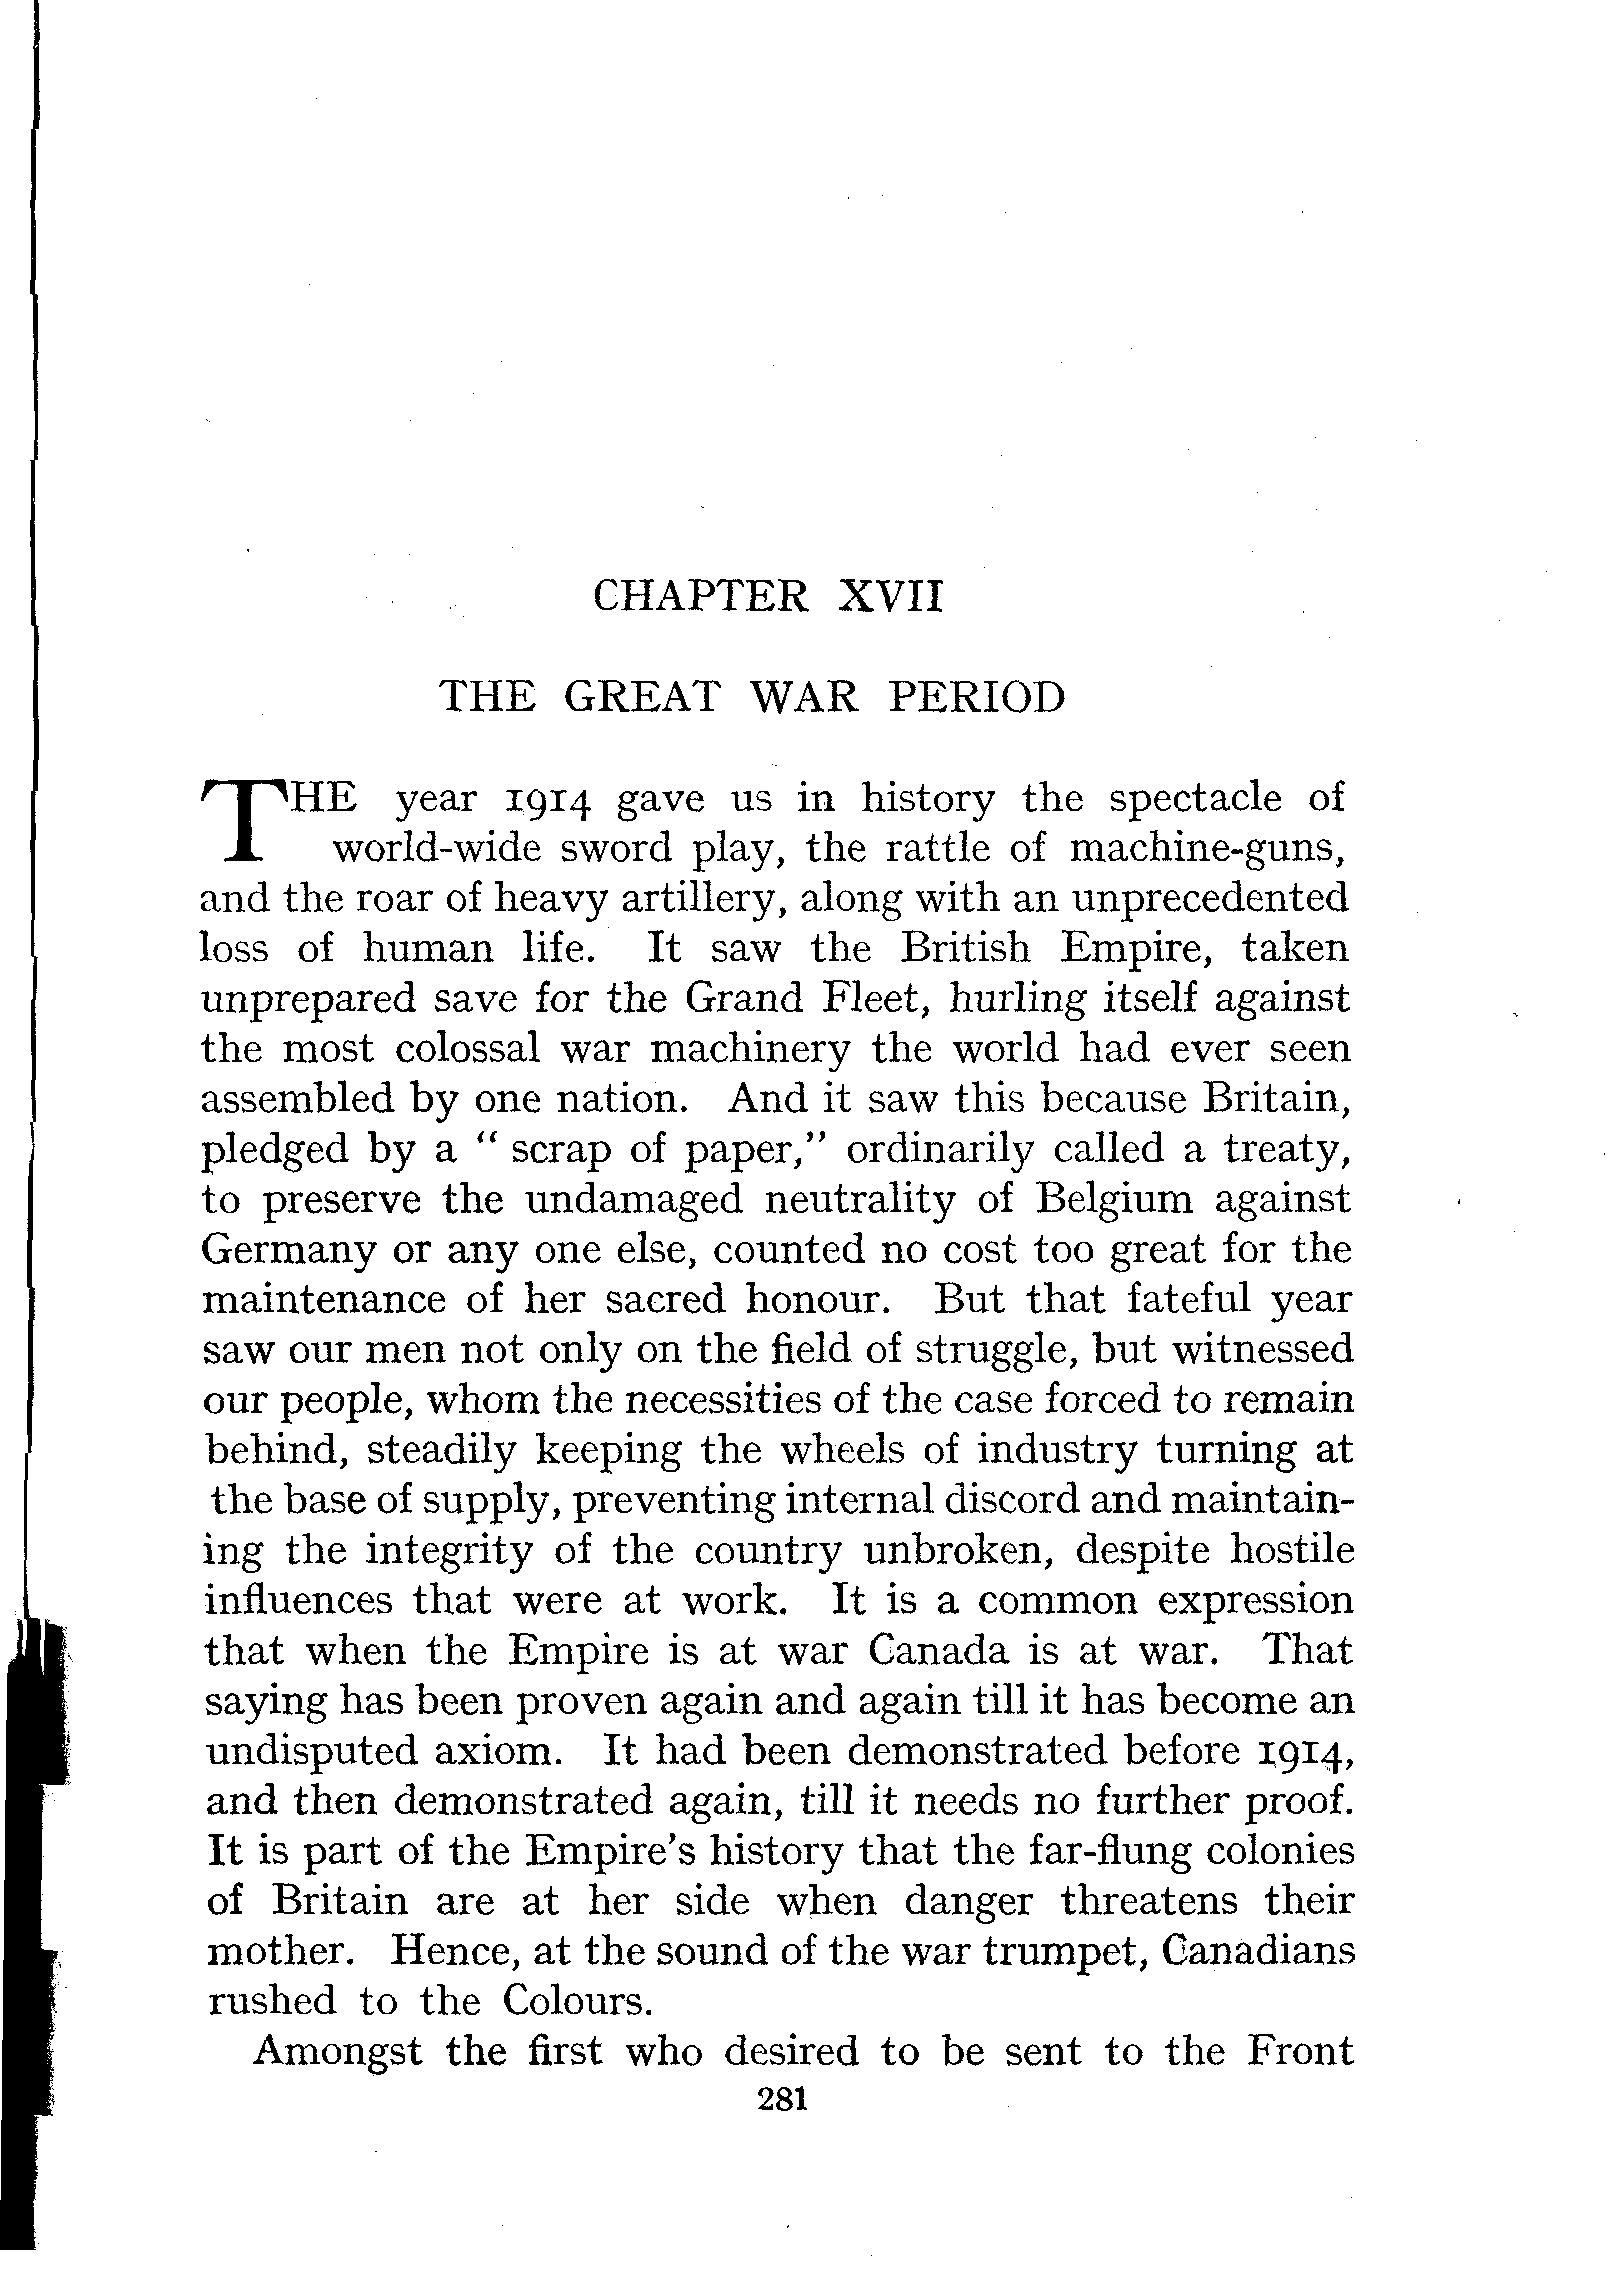 CHAPTER XVII
THE GREAT WAR PERIOD
THE year 1914 gave us in history the spectacle of
world-wide sword play, the rattle of machine-guns,
and the roar of heavy artillery, along with an unprecedented
loss of human life. It saw the British Empire, taken
unprepared save for the Grand Fleet, hurling itself against
the most colossal war machinery the world had ever seen
assembled by one nation. And it saw this because Britain,
pledged by a “ scrap of paper,” ordinarily called a treaty,
to preserve the undamaged neutrality of Belgium against
Germany or any one else, counted no cost too great for the
maintenance of her sacred honour. But that fateful year
saw our men not only on the field of struggle, but witnessed
our people, whom the necessities of the case forced to remain
behind, steadily keeping the wheels of industry turning at
the base of supply, preventing internal discord and maintain-
ing the integrity of the country unbroken, despite hostile
influences that were at work. It is a common expression
that when the Empire is at war Canada is at war. That
saying has been proven again and again till it has become an
undisputed axiom. It had been demonstrated before 1914,
and then demonstrated again, till it needs no further proof.
It is part of the Empire's history that the far-flung colonies
of Britain are at her side when danger threatens their
mother. Hence, at the sound of the war trumpet, Canadians
rushed to the Colours.
Amongst the first who desired to be sent to the Front
281